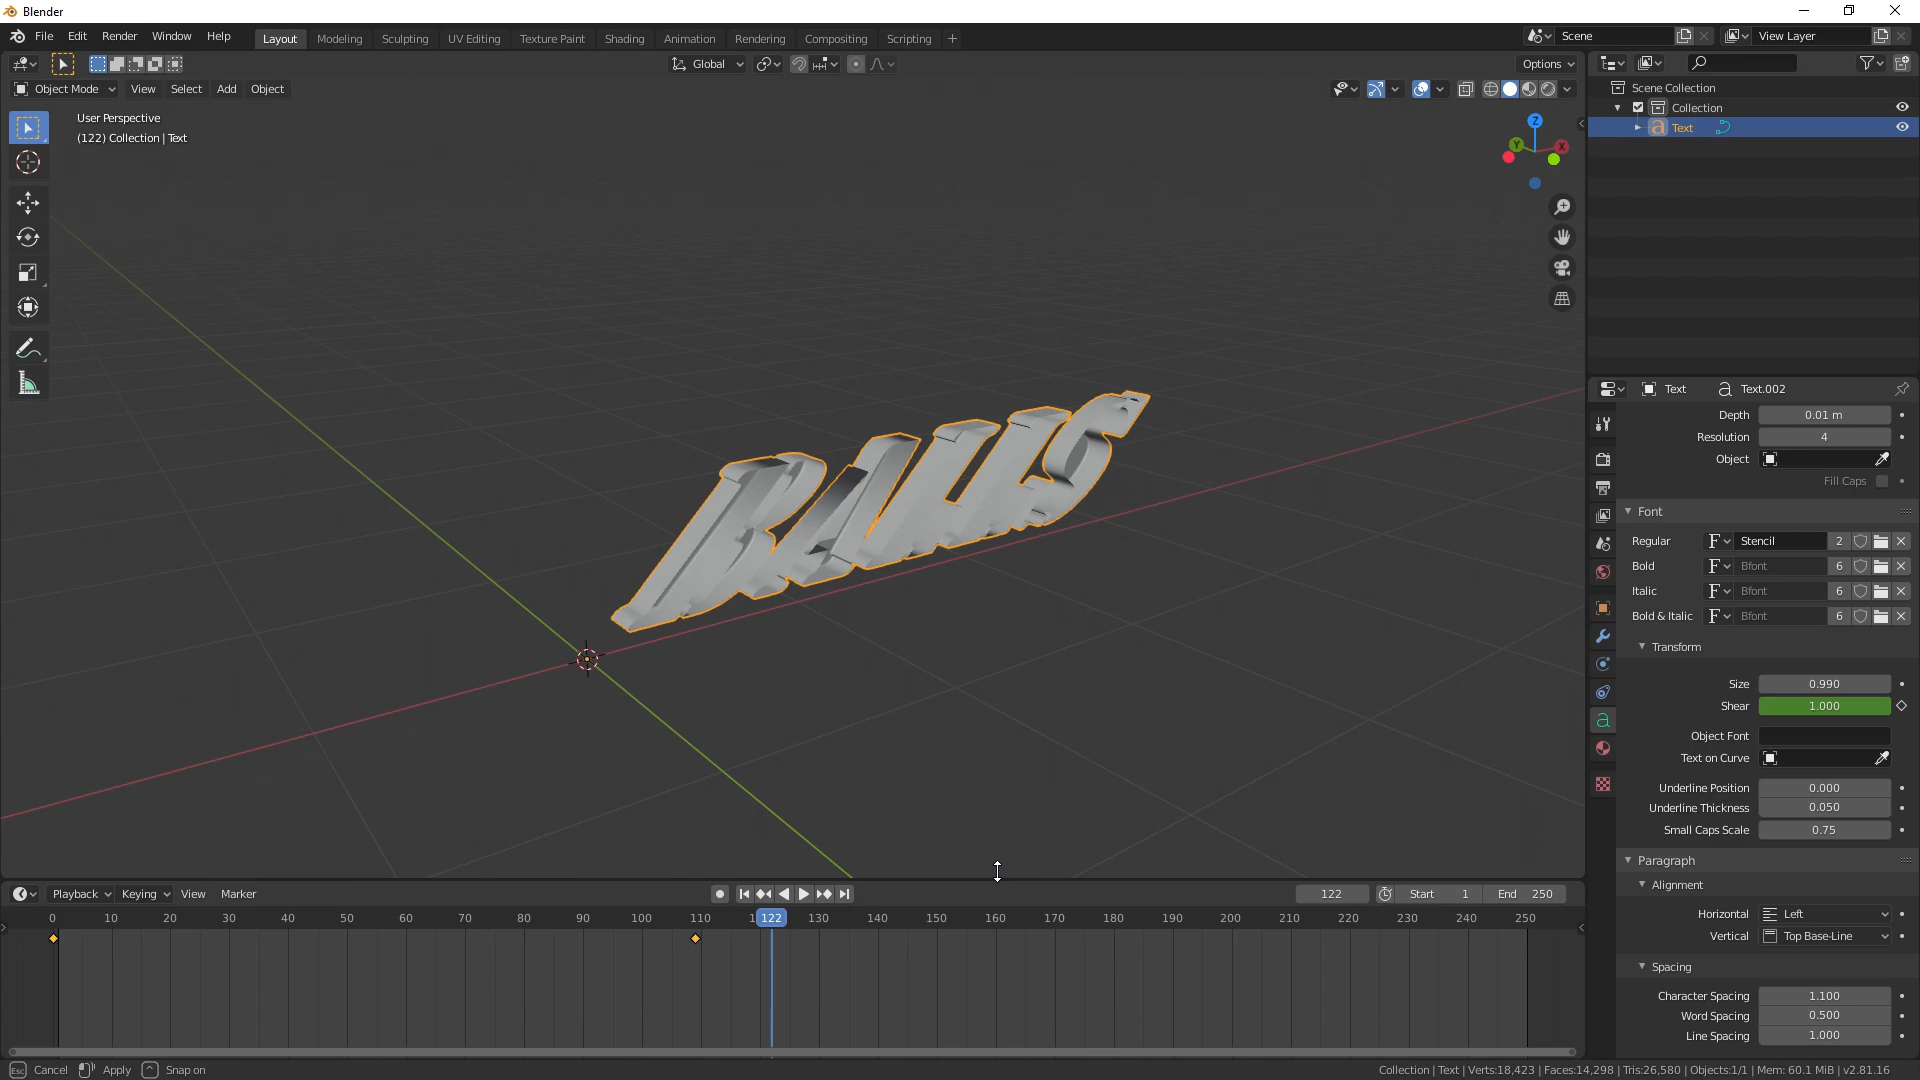 Blender
File Edit Render Window Help Layout Modeling Sculpting UV Editing Texture Paint Shading Animation Rendering Compositing Scripting + Scene View Layer
Global Options
Object Mode View Select Add Object
User Perspective
(122) Collection | Text
Z
Y X
Scene Collection
Collection
Text
Text Text.002
Depth 0.01 m
Resolution 4
Object
Fill Caps
Font
Regular F Stencil 2
Bold F Bfont 6
Italic F Bfont 6
Bold & Italic F Bfont 6
Transform
Size 0.990
Shear 1.000
Object Font
Text on Curve
Underline Position 0.000
Underline Thickness 0.050
Small Caps Scale 0.75
Paragraph
Alignment
Horizontal Left
Vertical Top Base-Line
Spacing
Character Spacing 1.100
Word Spacing 0.500
Line Spacing 1.000
Playback Keying View Marker 122 Start 1 End 250
0 10 20 30 40 50 60 70 80 90 100 110 122 130 140 150 160 170 180 190 200 210 220 230 240 250
Esc Cancel Apply ^ Snap on Collection | Text | Verts:18,423 | Faces:14,298 | Tris:26,580 | Objects:1/1 | Mem: 60.1 MiB | v2.81.16